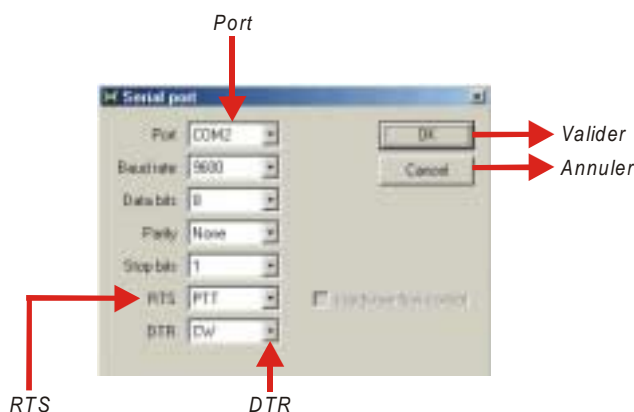 Port
Serial port
Port COM2
OK
Valider
Baud rate 9600
Cancel
Annuler
Data bits 8
Parity None
Stop bits 1
RTS PTT
DTR CW
RTS
DTR